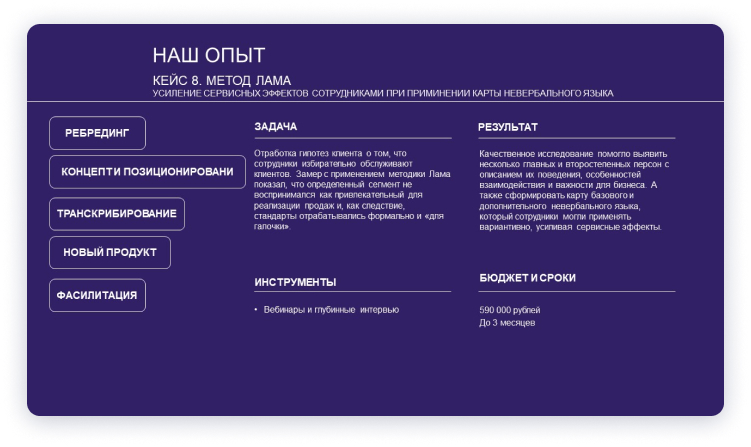 НАШ ОПЫТ
КЕЙС 8. МЕТОД ЛАМА
УСИЛЕНИЕ СЕРВИСНЫХ ЭФФЕКТОВ СОТРУДНИКАМИ ПРИ ПРИМИНЕНИИ КАРТЫ НЕВЕРБАЛЬНОГО ЯЗЫКА
РЕБРЕДИНГ
КОНЦЕПТ И ПОЗИЦИОНИРОВАНИ
ТРАНСКРИБИРОВАНИЕ
НОВЫЙ ПРОДУКТ
ФАСИЛИТАЦИЯ
ЗАДАЧА
Отработка гипотез клиента о том, что
сотрудники избирательно обслуживают
клиентов. Замер с применением методики Лама
показал, что определенный сегмент не
воспринимался как привлекательный для
реализации продаж и, как следствие,
стандарты отрабатывались формально и «для
галочки».
РЕЗУЛЬТАТ
Качественное исследование помогло выявить
несколько главных и второстепенных персон с
описанием их поведения, особенностей
взаимодействия и важности для бизнеса. А
также сформировать карту базового и
дополнительного невербального языка,
который сотрудники могли применять
вариантивно, усиливая сервисные эффекты.
ИНСТРУМЕНТЫ
• Вебинары и глубинные интервью
БЮДЖЕТ И СРОКИ
590 000 рублей
До 3 месяцев